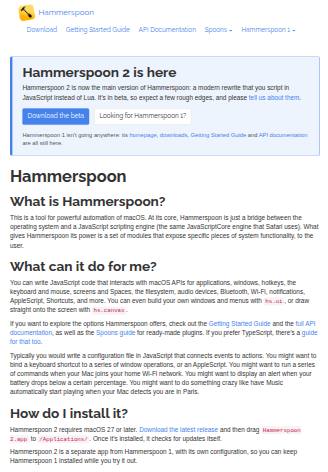 Hammerspoon
Download Getting Started Guide API Documentation Spoons Hammerspoon 1
Hammerspoon 2 is here
Hammerspoon 2 is now the main version of Hammerspoon: a modern rewrite that you script in
JavaScript instead of Lua. It's in beta, so expect a few rough edges, and please tell us about them.
Download the beta Looking for Hammerspoon 1?
Hammerspoon 1 isn't going anywhere: its homepage, downloads, Getting Started Guide and API documentation
are all still here.
Hammerspoon
What is Hammerspoon?
This is a tool for powerful automation of macOS. At its core, Hammerspoon is just a bridge between the
operating system and a JavaScript scripting engine (the same JavaScriptCore engine that Safari uses). What
gives Hammerspoon its power is a set of modules that expose specific pieces of system functionality, to the
user.
What can it do for me?
You can write JavaScript code that interacts with macOS APIs for applications, windows, hotkeys, the
keyboard and mouse, screens and Spaces, the filesystem, audio devices, Bluetooth, Wi-Fi, notifications,
AppleScript, Shortcuts, and more. You can even build your own windows and menus with hs.ui, or draw
straight onto the screen with hs.canvas.
If you want to explore the options Hammerspoon offers, check out the Getting Started Guide and the full API
documentation, as well as the Spoons guide for ready-made plugins. If you prefer TypeScript, there's a guide
for that too.
Typically you would write a configuration file in JavaScript that connects events to actions. You might want to
bind a keyboard shortcut to a series of window operations, or an AppleScript. You might want to run a series
of commands when your Mac joins your home Wi-Fi network. You might want to display an alert when your
battery drops below a certain percentage. You might want to do something crazy like have Music
automatically start playing when your Mac detects you are in Paris.
How do I install it?
Hammerspoon 2 requires macOS 27 or later. Download the latest release and then drag Hammerspoon
2.app to /Applications/. Once it's installed, it checks for updates itself.
Hammerspoon 2 is a separate app from Hammerspoon 1, with its own configuration, so you can keep
Hammerspoon 1 installed while you try it out.